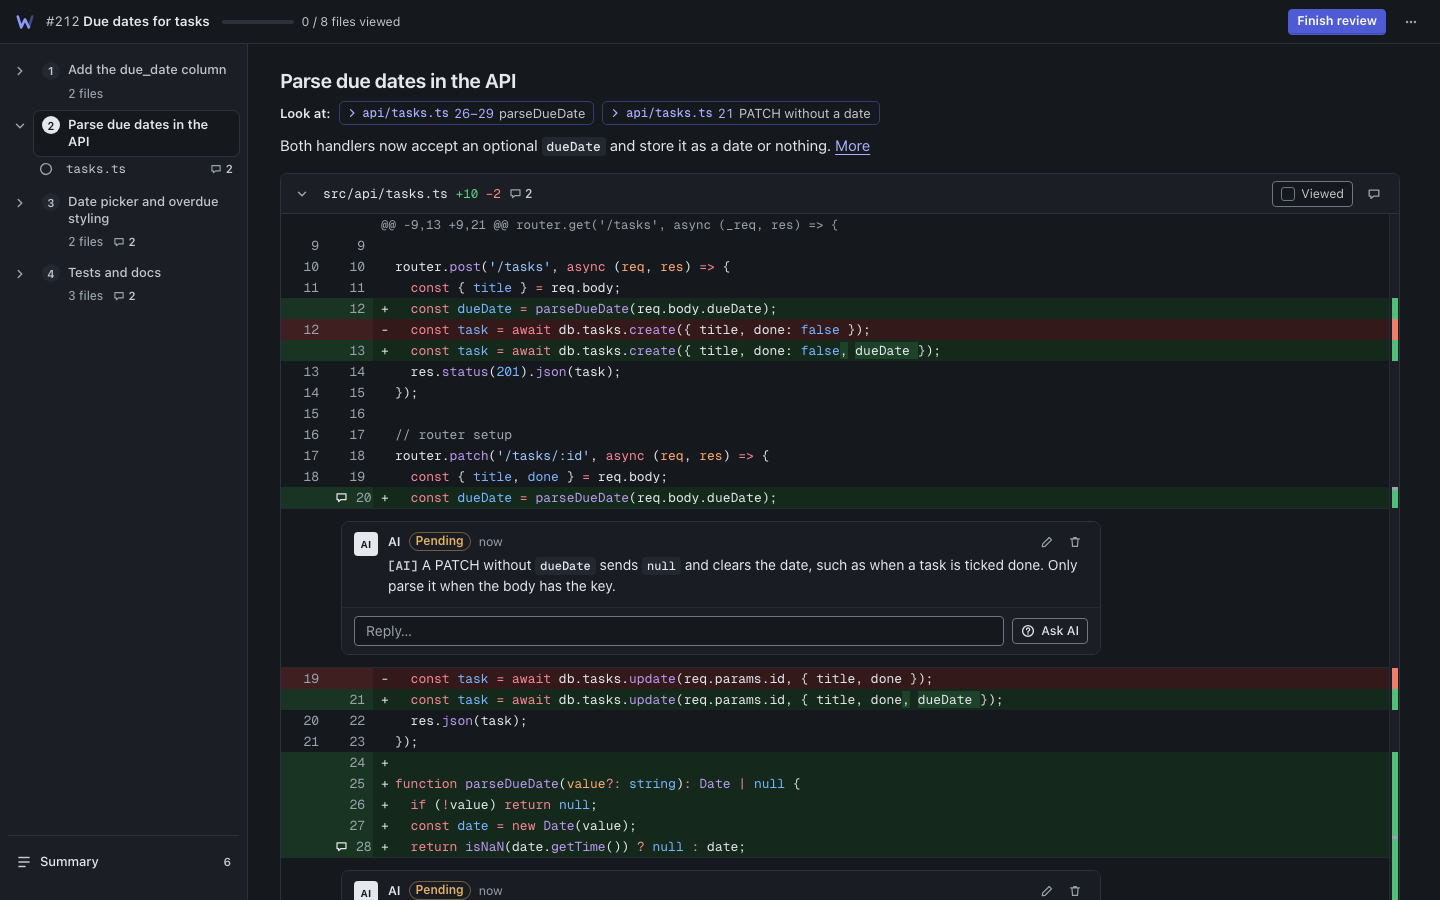 #212 Due dates for tasks 0 / 8 files viewed Finish review
1 Add the due_date column
2 files
2 Parse due dates in the API
tasks.ts 2
3 Date picker and overdue styling
2 files 2
4 Tests and docs
3 files 2
Summary 6
Parse due dates in the API
Look at: api/tasks.ts 26–29 parseDueDate api/tasks.ts 21 PATCH without a date
Both handlers now accept an optional dueDate and store it as a date or nothing. More
src/api/tasks.ts +10 −2 2 Viewed
@@ -9,13 +9,21 @@ router.get('/tasks', async (_req, res) => {
9 9
10 10 router.post('/tasks', async (req, res) => {
11 11 const { title } = req.body;
12 + const dueDate = parseDueDate(req.body.dueDate);
12 - const task = await db.tasks.create({ title, done: false });
13 + const task = await db.tasks.create({ title, done: false, dueDate });
13 14 res.status(201).json(task);
14 15 });
15 16
16 17 // router setup
17 18 router.patch('/tasks/:id', async (req, res) => {
18 19 const { title, done } = req.body;
20 + const dueDate = parseDueDate(req.body.dueDate);
AI AI Pending now
[AI] A PATCH without dueDate sends null and clears the date, such as when a task is ticked done. Only
parse it when the body has the key.
Reply... Ask AI
19 - const task = await db.tasks.update(req.params.id, { title, done });
21 + const task = await db.tasks.update(req.params.id, { title, done, dueDate });
20 22 res.json(task);
21 23 });
24 +
25 + function parseDueDate(value?: string): Date | null {
26 + if (!value) return null;
27 + const date = new Date(value);
28 + return isNaN(date.getTime()) ? null : date;
AI AI Pending now